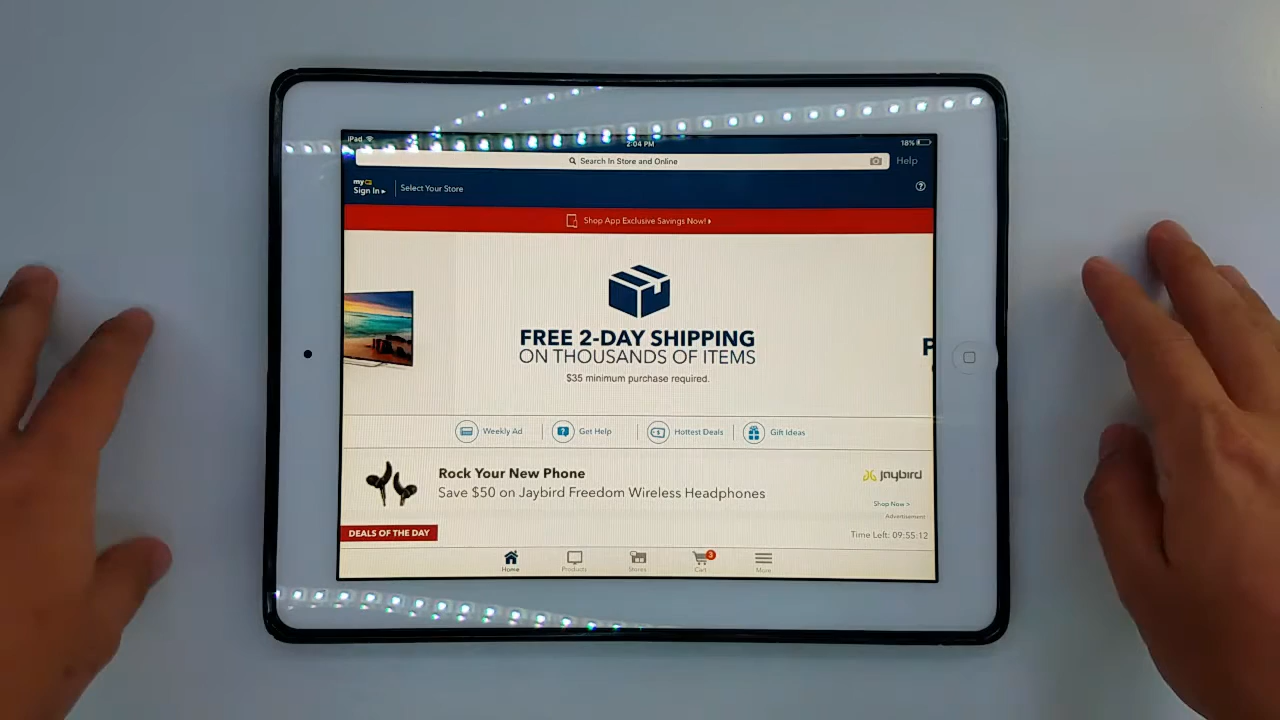 iPad
2:04 PM
18%
Search In Store and Online
Help
my
Sign In
Select Your Store
Shop App Exclusive Savings Now!
FREE 2-DAY SHIPPING
ON THOUSANDS OF ITEMS
$35 minimum purchase required.
P
Weekly Ad
Get Help
Hottest Deals
Gift Ideas
Rock Your New Phone
Save $50 on Jaybird Freedom Wireless Headphones
jaybird
Shop Now >
Advertisement
DEALS OF THE DAY
Time Left: 09:55:12
Home
Products
Stores
3
Cart
More